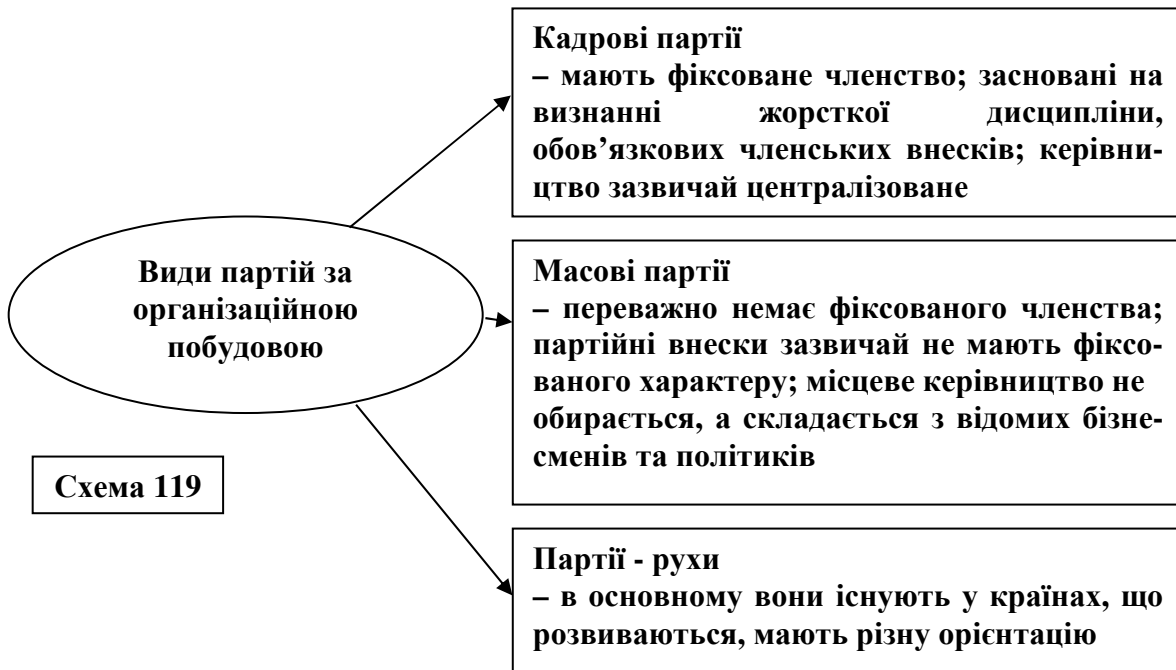 Кадрові партії
– мають фіксоване членство; засновані на
визнанні жорсткої дисципліни,
обов’язкових членських внесків; керівни-
цтво зазвичай централізоване
Види партій за
організаційною
побудовою
Масові партії
– переважно немає фіксованого членства;
партійні внески зазвичай не мають фіксо-
ваного характеру; місцеве керівництво не
обирається, а складається з відомих бізне-
сменів та політиків
Схема 119
Партії - рухи
– в основному вони існують у країнах, що
розвиваються, мають різну орієнтацію